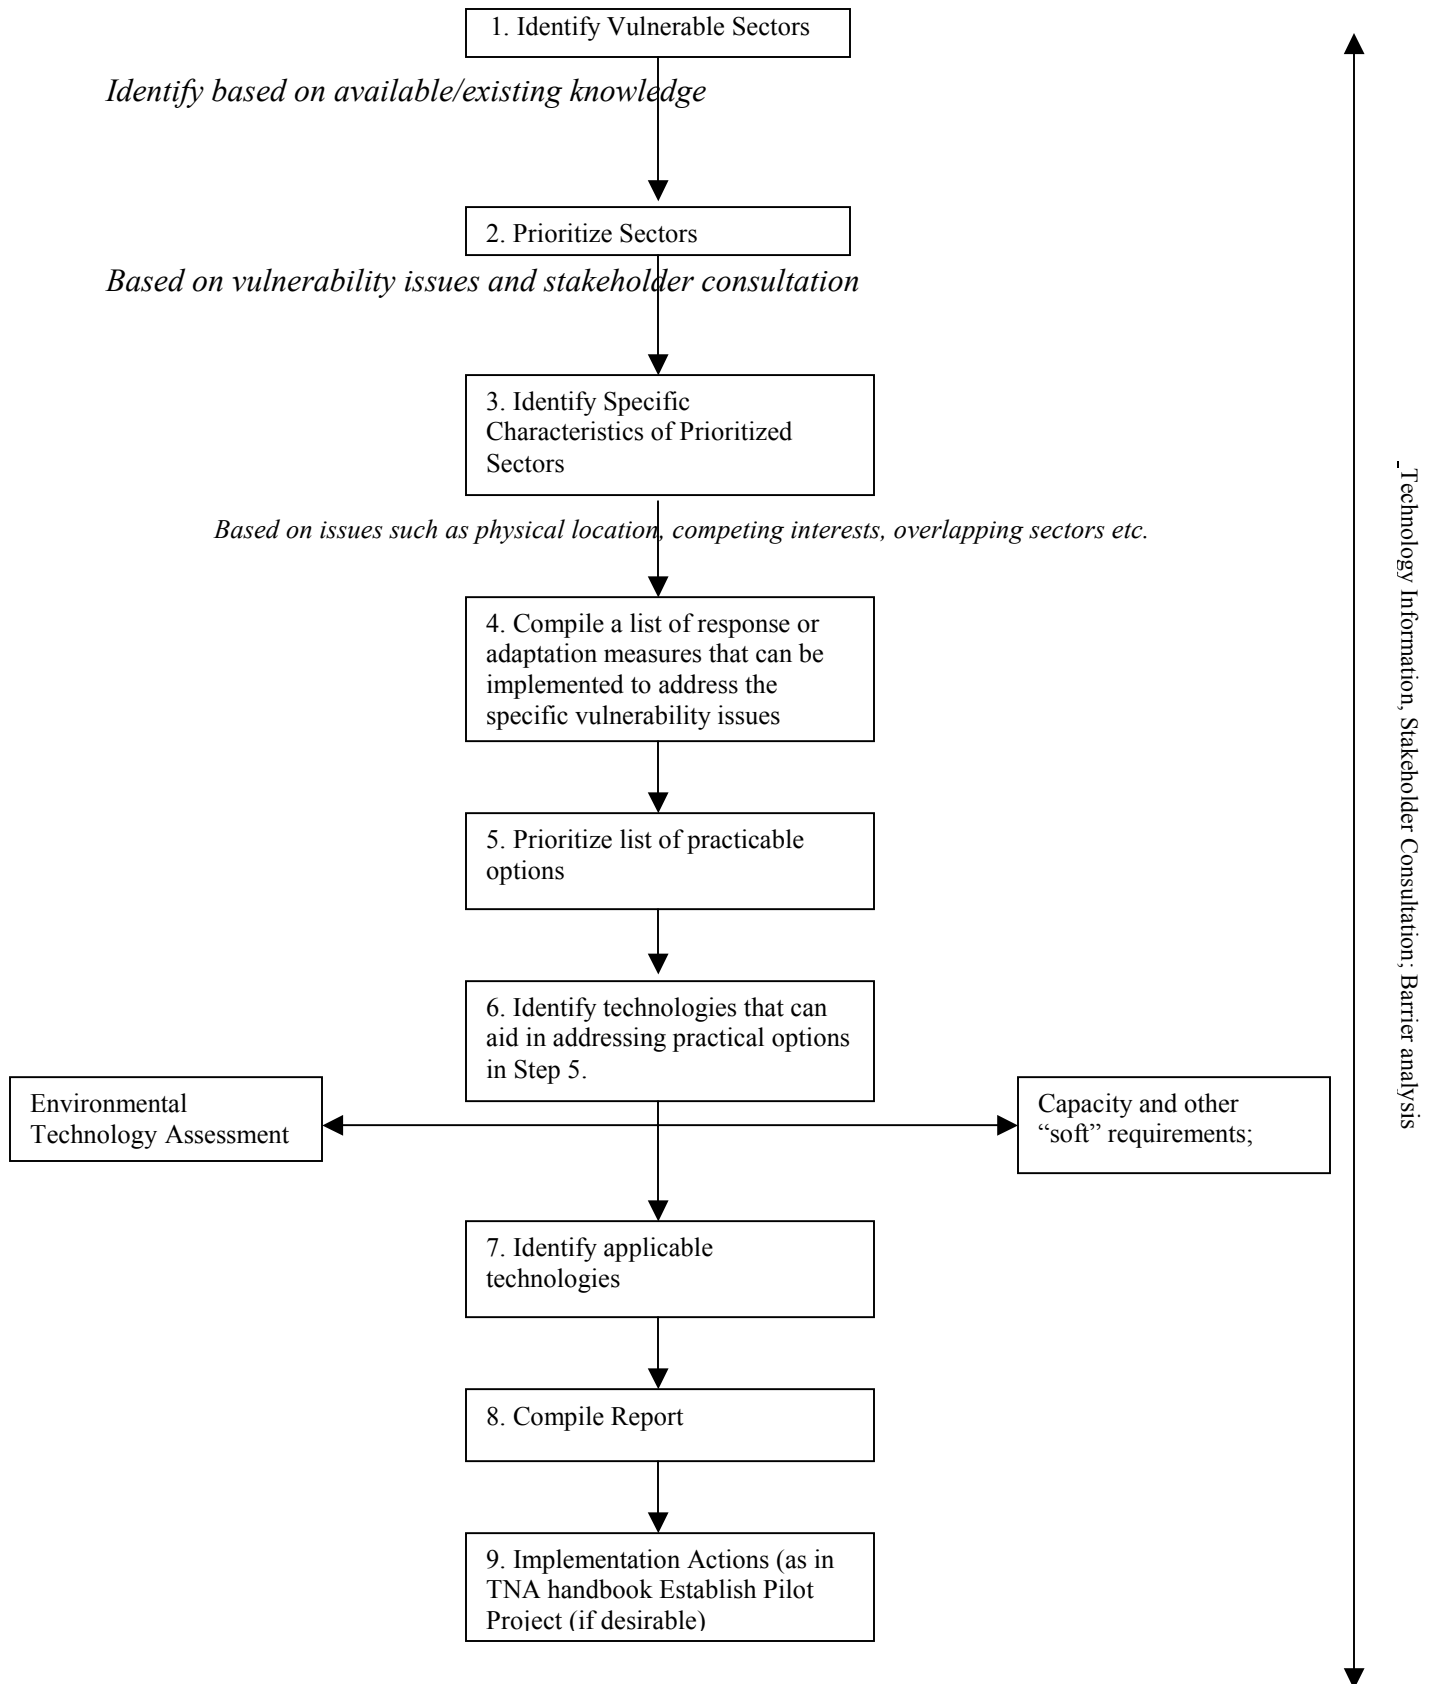 1. Identify Vulnerable Sectors
Identify based on available/existing knowledge
2. Prioritize Sectors
Based on vulnerability issues and stakeholder consultation
3. Identify Specific
Characteristics of Prioritized
Sectors
Based on issues such as physical location, competing interests, overlapping sectors etc.
4. Compile a list of response or
adaptation measures that can be
implemented to address the
specific vulnerability issues
5. Prioritize list of practicable
options
6. Identify technologies that can
aid in addressing practical options
in Step 5.
Environmental
Technology Assessment
Capacity and other
“soft” requirements;
7. Identify applicable
technologies
8. Compile Report
9. Implementation Actions (as in
TNA handbook Establish Pilot
Project (if desirable)
Technology Information, Stakeholder Consultation; Barrier analysis